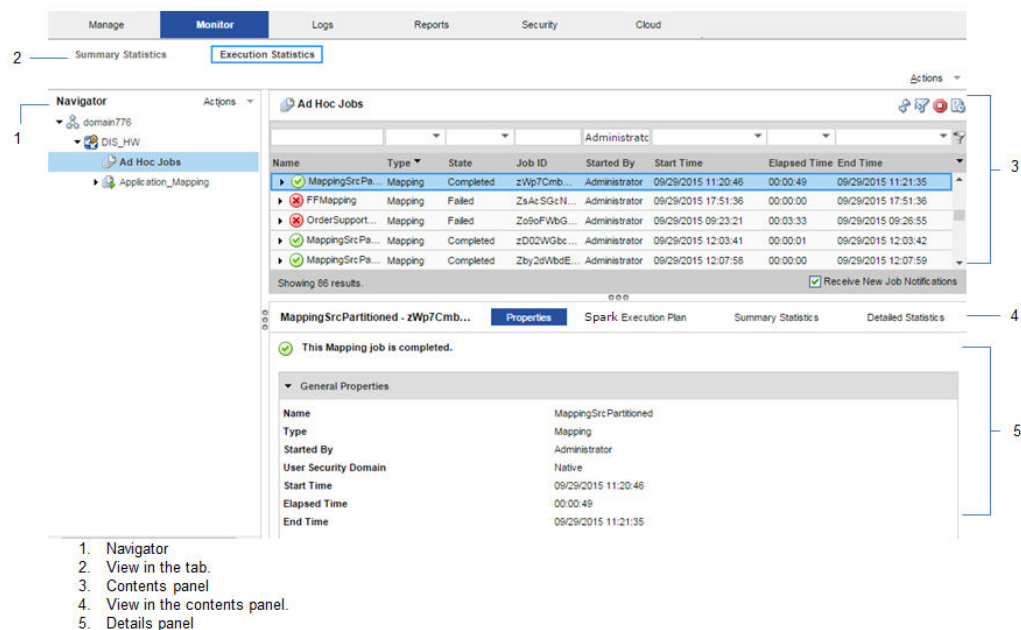 Manage Monitor Logs Reports Security Cloud
2 Summary Statistics Execution Statistics
Actions
Navigator Actions
1
domain776
DIS_HW
Ad Hoc Jobs
Application_Mapping
Ad Hoc Jobs
Administratc
3
Name Type State Job ID Started By Start Time Elapsed Time End Time
MappingSrcPa... Mapping Completed zWp7Cmb... Administrator 09/29/2015 11:20:46 00:00:49 09/29/2015 11:21:35
FFMapping Mapping Failed ZsAcSGcN... Administrator 09/29/2015 17:51:36 00:00:00 09/29/2015 17:51:36
OrderSupport... Mapping Failed Zo9oFWbG... Administrator 09/29/2015 09:23:21 00:03:33 09/29/2015 09:26:55
MappingSrcPa... Mapping Completed zD02WGbc... Administrator 09/29/2015 12:03:41 00:00:01 09/29/2015 12:03:42
MappingSrcPa... Mapping Completed Zby2dWbdE... Administrator 09/29/2015 12:07:58 00:00:00 09/29/2015 12:07:59
Showing 86 results. Receive New Job Notifications
MappingSrcPartitioned - zWp7Cmb... Properties Spark Execution Plan Summary Statistics Detailed Statistics 4
This Mapping job is completed.
General Properties
Name MappingSrcPartitioned
Type Mapping
5
Started By Administrator
User Security Domain Native
Start Time 09/29/2015 11:20:46
Elapsed Time 00:00:49
End Time 09/29/2015 11:21:35
1. Navigator
2. View in the tab.
3. Contents panel
4. View in the contents panel.
5. Details panel